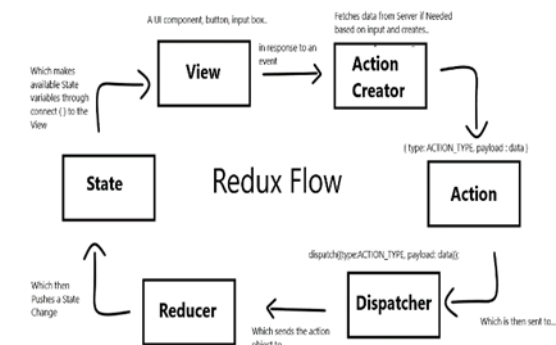 A UI component, button, input box..
Fetches data from Server if Needed
based on input and creates..
View
in response to an
event
Action
Creator
Which makes
available State
variables through
connect ( ) to the
View
{ type: ACTION_TYPE, payload : data }
State
Redux Flow
Action
dispatch({type:ACTION_TYPE, payload: data});
Which then
Pushes a State
Change
Reducer
Dispatcher
Which is then sent to...
Which sends the action
object to